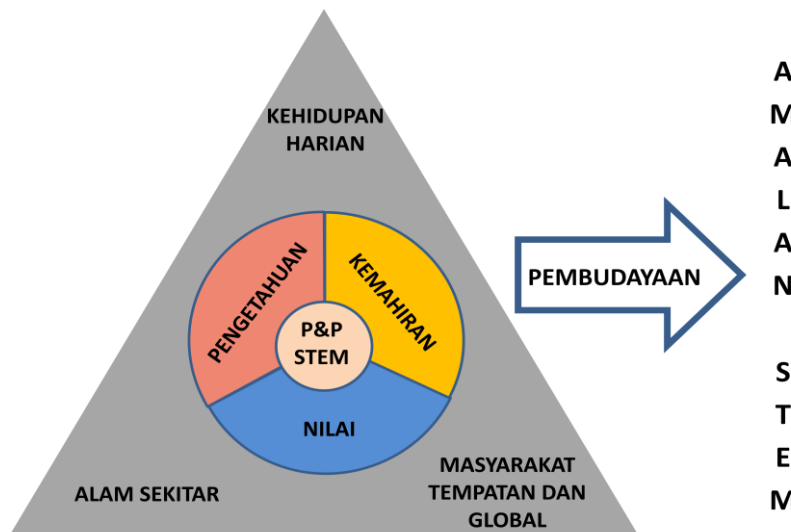 KEHIDUPAN
HARIAN
PENGETAHUAN
KEMAHIRAN
P&P
STEM
NILAI
ALAM SEKITAR
MASYARAKAT
TEMPATAN DAN
GLOBAL
PEMBUDAYAAN
A
M
A
L
A
N
S
T
E
M